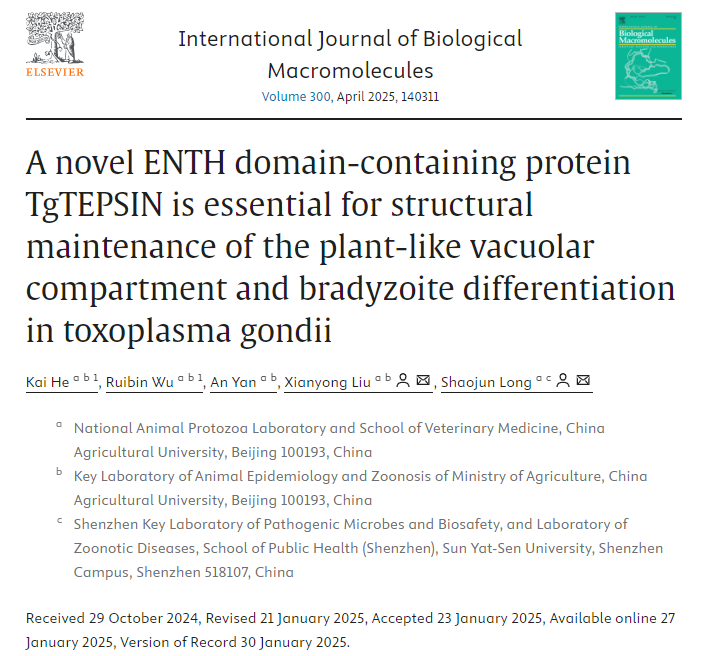 International Journal of Biological
Macromolecules
Volume 300, April 2025, 140311
ELSEVIER
Biological
Macromolecules
A novel ENTH domain-containing protein
TgTEPSIN is essential for structural
maintenance of the plant-like vacuolar
compartment and bradyzoite differentiation
in toxoplasma gondii
Kai He a b 1, Ruibin Wu a b 1, An Yan a b, Xianyong Liu a b, Shaojun Long a c
a National Animal Protozoa Laboratory and School of Veterinary Medicine, China
Agricultural University, Beijing 100193, China
b Key Laboratory of Animal Epidemiology and Zoonosis of Ministry of Agriculture, China
Agricultural University, Beijing 100193, China
c Shenzhen Key Laboratory of Pathogenic Microbes and Biosafety, and Laboratory of
Zoonotic Diseases, School of Public Health (Shenzhen), Sun Yat-Sen University, Shenzhen
Campus, Shenzhen 518107, China
Received 29 October 2024, Revised 21 January 2025, Accepted 23 January 2025, Available online 27
January 2025, Version of Record 30 January 2025.